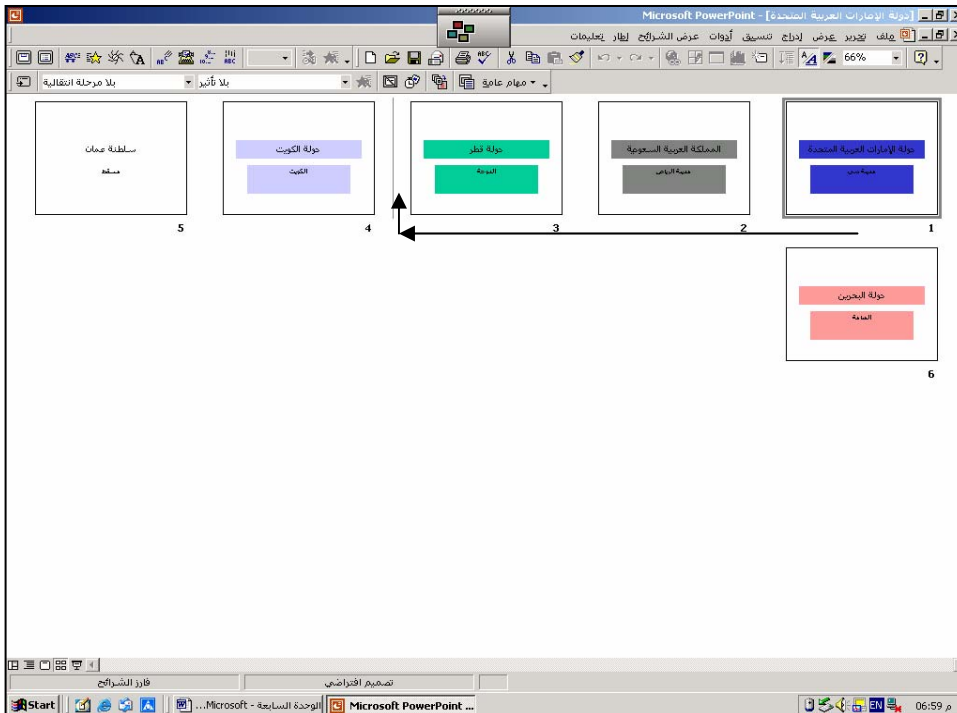 Microsoft PowerPoint - [دولة الإمارات العربية المتحدة]
ملف تحرير عرض إدراج تنسيق أدوات عرض الشرائح إطار تعليمات
66%
مهام عامة
بلا تأثير
بلا مرحلة انتقالية
دولة الإمارات العربية المتحدة
مدينة دبي
1
المملكة العربية السعودية
مدينة الرياض
2
دولة قطر
الدوحة
3
دولة الكويت
الكويت
4
سلطنة عمان
مسقط
5
دولة البحرين
المنامة
6
فارز الشرائح
تصميم افتراضي
Start
الوحدة السابعة - Microsoft...
Microsoft PowerPoint ...
EN
06:59 م